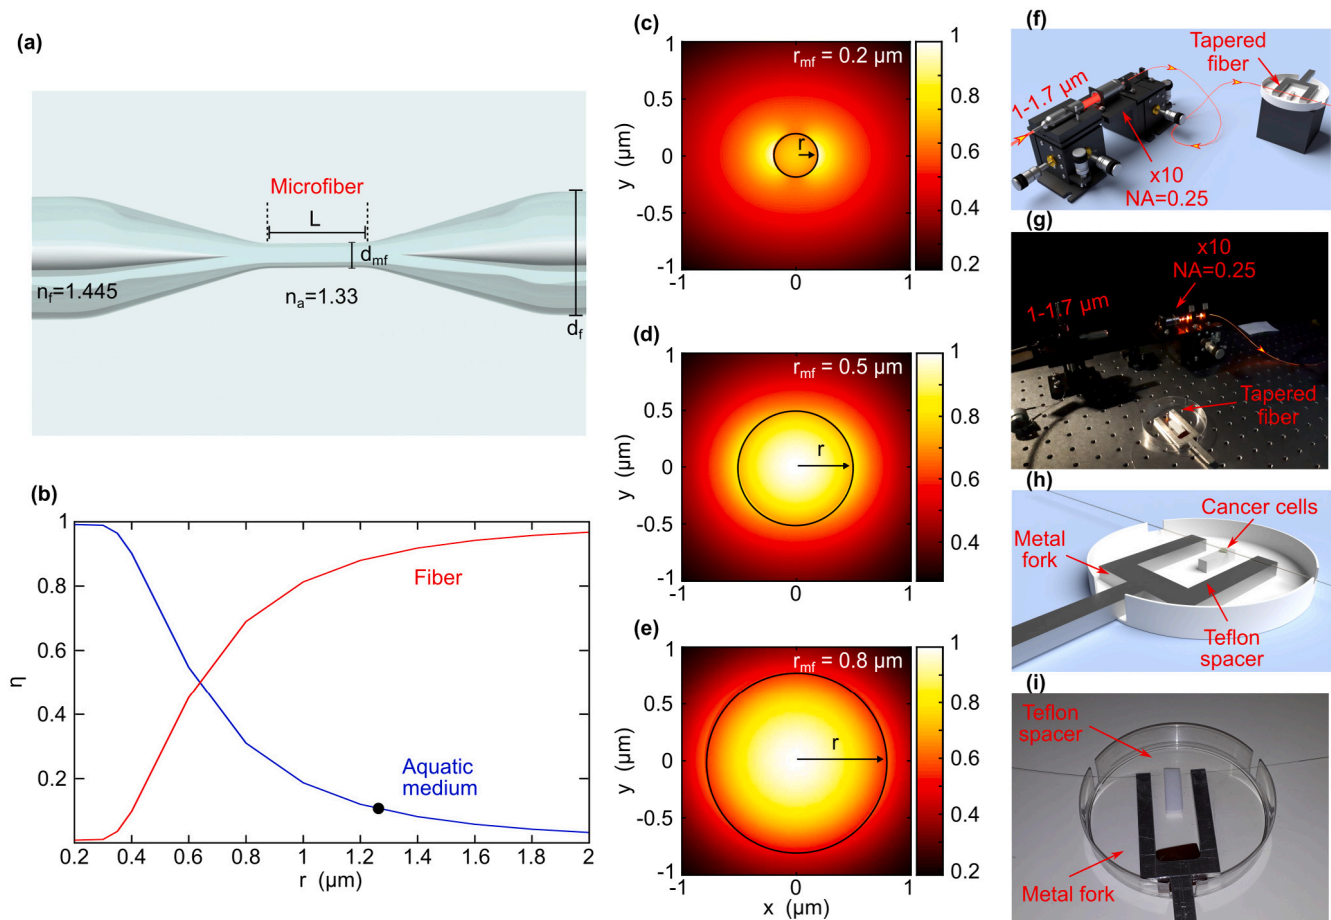 (a)
Microfiber
L
d_mf
n_f=1.445
n_a=1.33
d_f
(b)
1
0.8
0.6
0.4
0.2
η
Fiber
Aquatic
medium
0.2 0.4 0.6 0.8 1 1.2 1.4 1.6 1.8 2
r (μm)
(c)
r_mf = 0.2 μm
r
1
0.5
0
-0.5
-1
y (μm)
-1 0 1
1
0.8
0.6
0.4
0.2
(d)
r_mf = 0.5 μm
r
1
0.5
0
-0.5
-1
y (μm)
-1 0 1
1
0.8
0.6
0.4
(e)
r_mf = 0.8 μm
r
1
0.5
0
-0.5
-1
y (μm)
-1 0 1
x (μm)
1
0.8
0.6
0.4
0.2
(f)
Tapered
fiber
1-1.7 μm
x10
NA=0.25
(g)
x10
NA=0.25
1-1.7 μm
Tapered
fiber
(h)
Cancer cells
Metal
fork
Teflon
spacer
(i)
Teflon
spacer
Metal fork